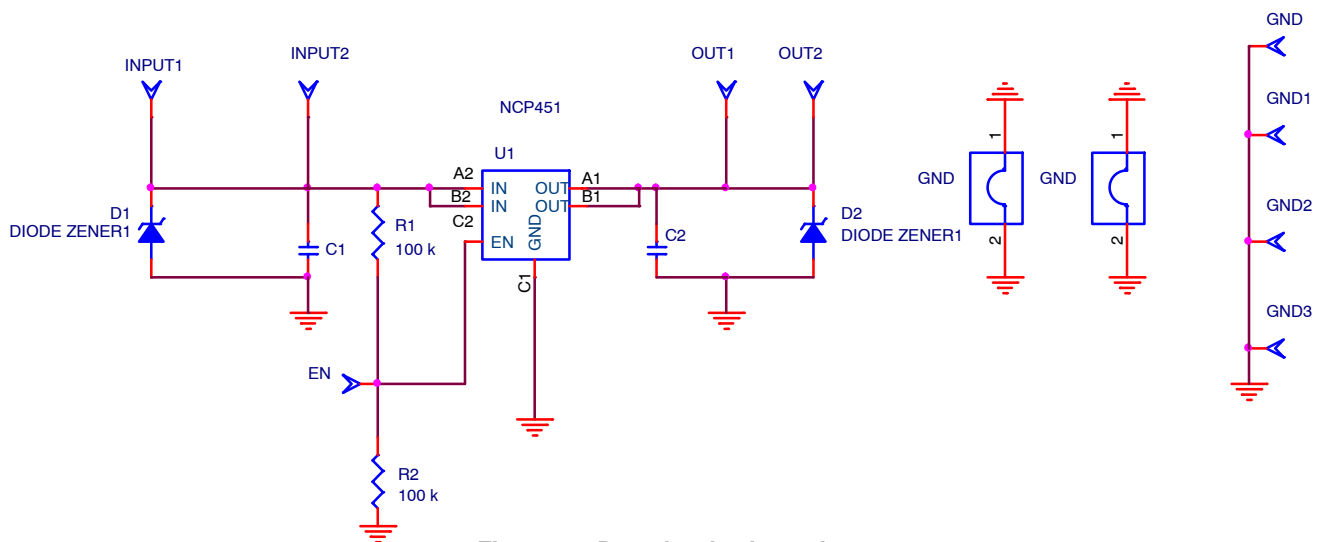 INPUT1
INPUT2
OUT1
OUT2
NCP451
U1
A2
IN
OUT
A1
B2
IN
OUT
B1
C2
EN
GND
C1
D1
DIODE ZENER1
C1
R1
100 k
C2
D2
DIODE ZENER1
EN
R2
100 k
1
GND
2
1
GND
2
GND
GND1
GND2
GND3